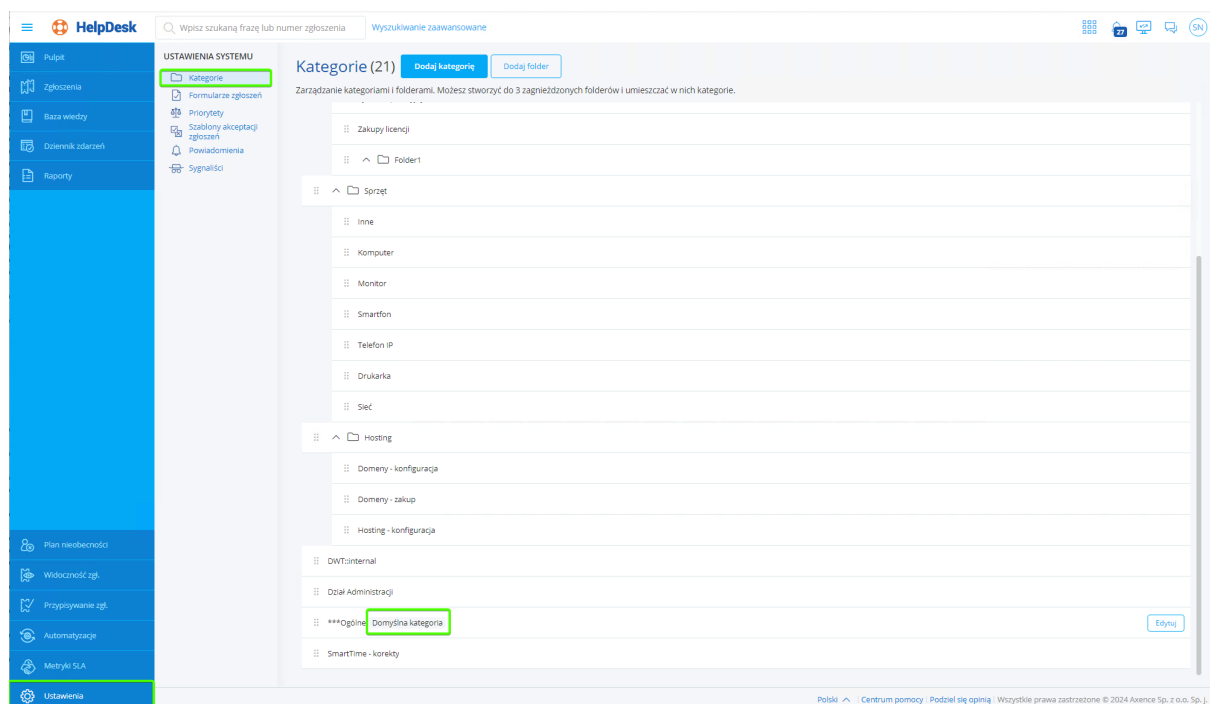 HelpDesk
Wpisz szukaną frazę lub numer zgłoszenia
Wyszukiwanie zaawansowane
27
SN
Pulpit
Zgłoszenia
Baza wiedzy
Dziennik zdarzeń
Raporty
Plan nieobecności
Widoczność zgł.
Przypisywanie zgł.
Automatyzacje
Metryki SLA
Ustawienia
USTAWIENIA SYSTEMU
Kategorie
Formularze zgłoszeń
Priorytety
Szablony akceptacji
zgłoszeń
Powiadomienia
Sygnaliści
Kategorie (21)
Dodaj kategorię
Dodaj folder
Zarządzanie kategoriami i folderami. Możesz stworzyć do 3 zagnieżdzonych folderów i umieszczać w nich kategorie.
Zakupy licencji
Folder1
Sprzęt
Inne
Komputer
Monitor
Smartfon
Telefon IP
Drukarka
Sieć
Hosting
Domeny - konfiguracja
Domeny - zakup
Hosting - konfiguracja
DWT::internal
Dział Administracji
***Ogólne Domyślna kategoria Edytuj
SmartTime - korekty
Polski | Centrum pomocy | Podziel się opinią | Wszystkie prawa zastrzeżone © 2024 Axence Sp. z o.o. Sp. j.